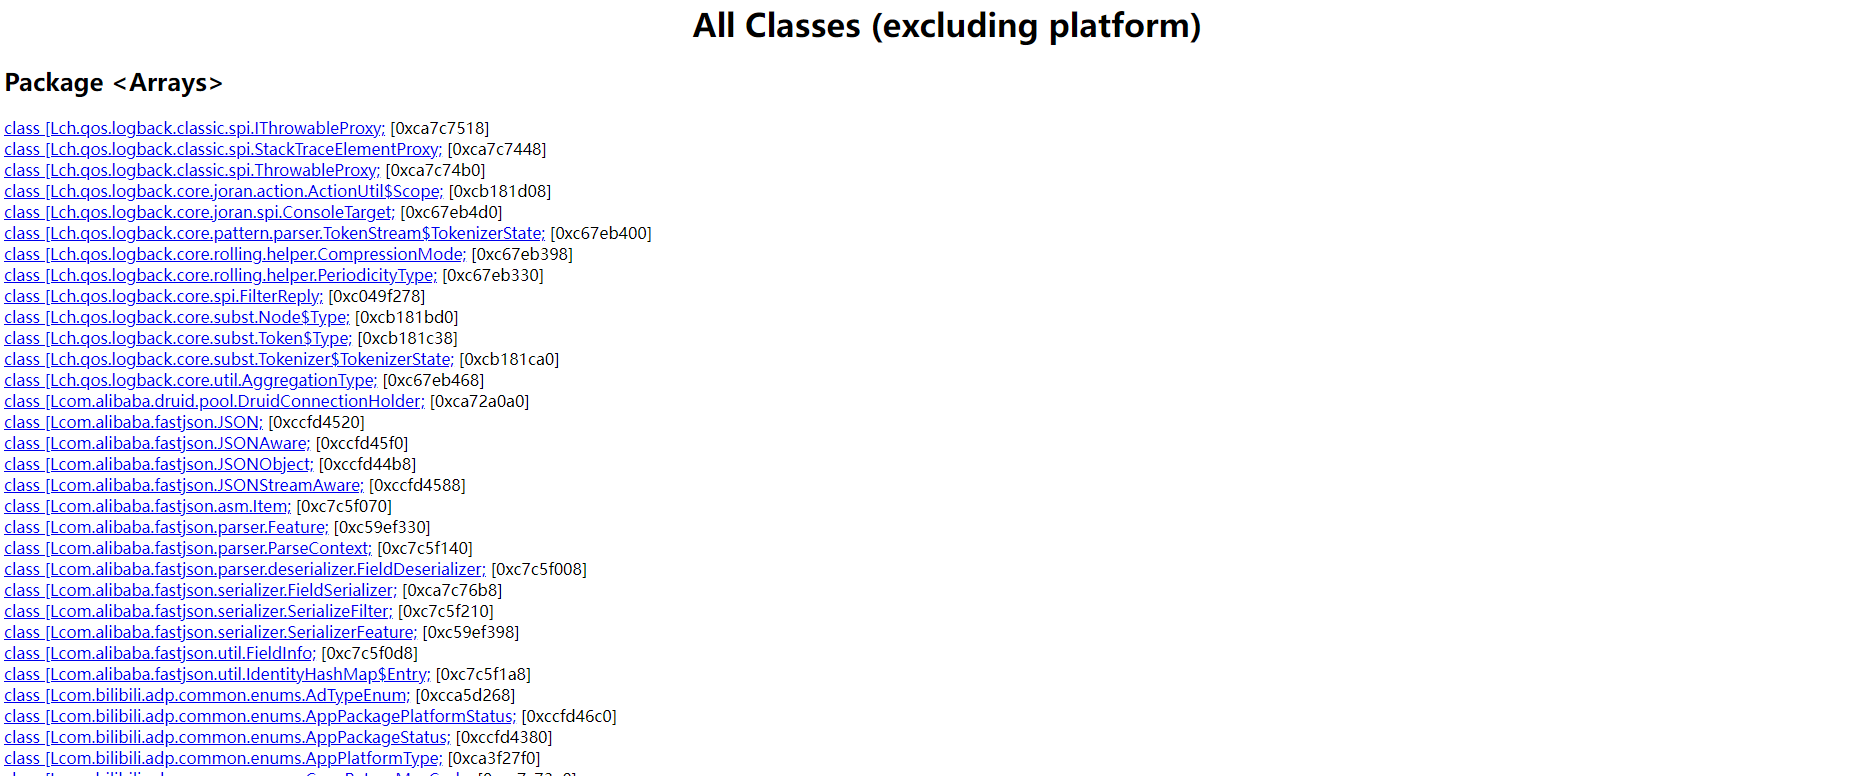 All Classes (excluding platform)
Package <Arrays>
class [Lch.qos.logback.classic.spi.IThrowableProxy; [0xca7c7518]
class [Lch.qos.logback.classic.spi.StackTraceElementProxy; [0xca7c7448]
class [Lch.qos.logback.classic.spi.ThrowableProxy; [0xca7c74b0]
class [Lch.qos.logback.core.joran.action.ActionUtil$Scope; [0xcb181d08]
class [Lch.qos.logback.core.joran.spi.ConsoleTarget; [0xc67eb4d0]
class [Lch.qos.logback.core.pattern.parser.TokenStream$TokenizerState; [0xc67eb400]
class [Lch.qos.logback.core.rolling.helper.CompressionMode; [0xc67eb398]
class [Lch.qos.logback.core.rolling.helper.PeriodicityType; [0xc67eb330]
class [Lch.qos.logback.core.spi.FilterReply; [0xc049f278]
class [Lch.qos.logback.core.subst.Node$Type; [0xcb181bd0]
class [Lch.qos.logback.core.subst.Token$Type; [0xcb181c38]
class [Lch.qos.logback.core.subst.Tokenizer$TokenizerState; [0xcb181ca0]
class [Lch.qos.logback.core.util.AggregationType; [0xc67eb468]
class [Lcom.alibaba.druid.pool.DruidConnectionHolder; [0xca72a0a0]
class [Lcom.alibaba.fastjson.JSON; [0xccfd4520]
class [Lcom.alibaba.fastjson.JSONAware; [0xccfd45f0]
class [Lcom.alibaba.fastjson.JSONObject; [0xccfd44b8]
class [Lcom.alibaba.fastjson.JSONStreamAware; [0xccfd4588]
class [Lcom.alibaba.fastjson.asm.Item; [0xc7c5f070]
class [Lcom.alibaba.fastjson.parser.Feature; [0xc59ef330]
class [Lcom.alibaba.fastjson.parser.ParseContext; [0xc7c5f140]
class [Lcom.alibaba.fastjson.parser.deserializer.FieldDeserializer; [0xc7c5f008]
class [Lcom.alibaba.fastjson.serializer.FieldSerializer; [0xca7c76b8]
class [Lcom.alibaba.fastjson.serializer.SerializeFilter; [0xc7c5f210]
class [Lcom.alibaba.fastjson.serializer.SerializerFeature; [0xc59ef398]
class [Lcom.alibaba.fastjson.util.FieldInfo; [0xc7c5f0d8]
class [Lcom.alibaba.fastjson.util.IdentityHashMap$Entry; [0xc7c5f1a8]
class [Lcom.bilibili.adp.common.enums.AdTypeEnum; [0xcca5d268]
class [Lcom.bilibili.adp.common.enums.AppPackagePlatformStatus; [0xccfd46c0]
class [Lcom.bilibili.adp.common.enums.AppPackageStatus; [0xccfd4380]
class [Lcom.bilibili.adp.common.enums.AppPlatformType; [0xca3f27f0]